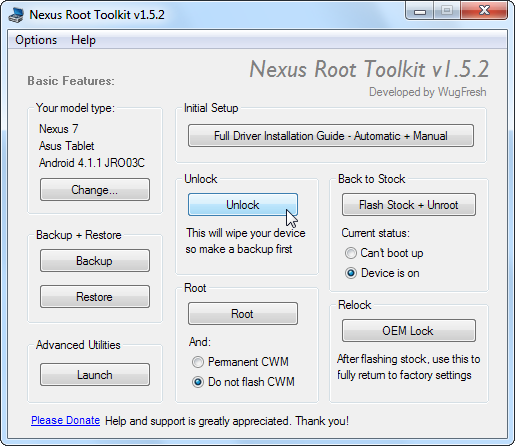 Nexus Root Toolkit v1.5.2
Options Help
Nexus Root Toolkit v1.5.2
Developed by WugFresh
Basic Features:
Your model type:
Nexus 7
Asus Tablet
Android 4.1.1 JRO03C
Change...
Initial Setup
Full Driver Installation Guide - Automatic + Manual
Unlock
Unlock
This will wipe your device
so make a backup first
Back to Stock
Flash Stock + Unroot
Current status:
Can't boot up
Device is on
Backup + Restore
Backup
Restore
Root
Root
And:
Permanent CWM
Do not flash CWM
Relock
OEM Lock
After flashing stock, use this to
fully return to factory settings
Advanced Utilities
Launch
Please Donate Help and support is greatly appreciated. Thank you!